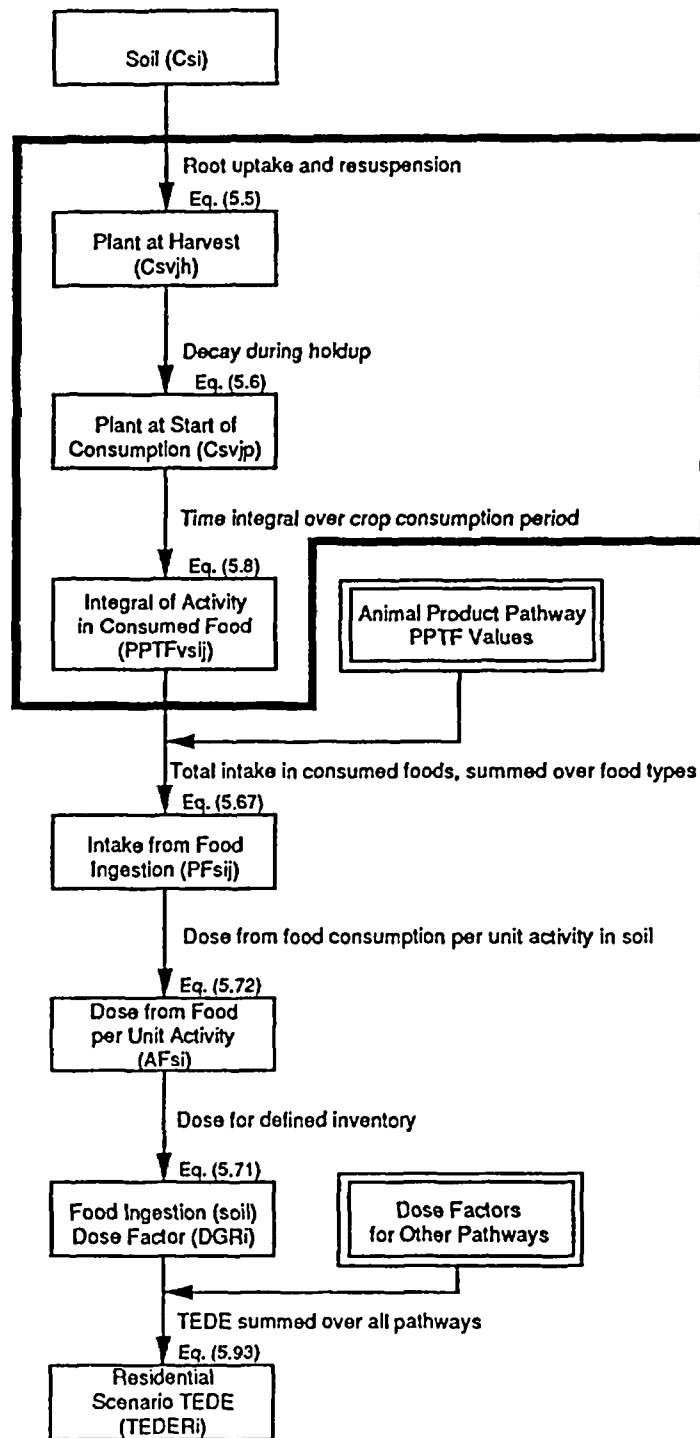 Soil (Csi)
Root uptake and resuspension
Eq. (5.5)
Plant at Harvest
(Csvjh)
Decay during holdup
Eq. (5.6)
Plant at Start of
Consumption (Csvjp)
Time integral over crop consumption period
Eq. (5.8)
Integral of Activity
in Consumed Food
(PPTFvsij)
Animal Product Pathway
PPTF Values
Total intake in consumed foods, summed over food types
Eq. (5.67)
Intake from Food
Ingestion (PFsij)
Dose from food consumption per unit activity in soil
Eq. (5.72)
Dose from Food
per Unit Activity
(AFsi)
Dose for defined inventory
Eq. (5.71)
Food Ingestion (soil)
Dose Factor (DGRi)
Dose Factors
for Other Pathways
TEDE summed over all pathways
Eq. (5.93)
Residential
Scenario TEDE
(TEDERi)